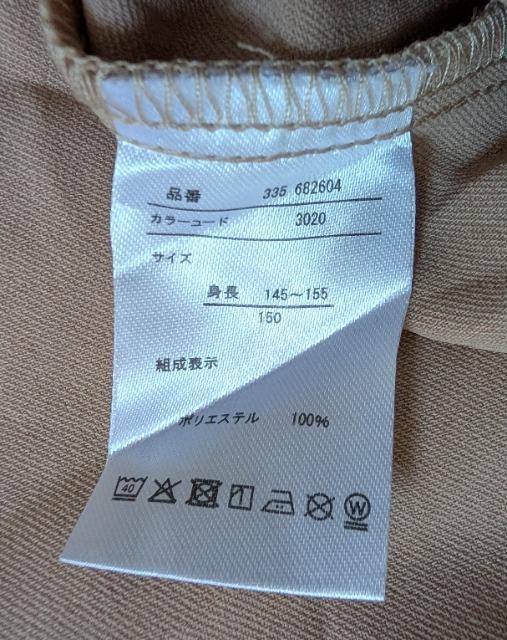 品番 335 682604
カラーコード 3020
サイズ
身長 145～155
150
組成表示
ポリエステル 100%
40
W